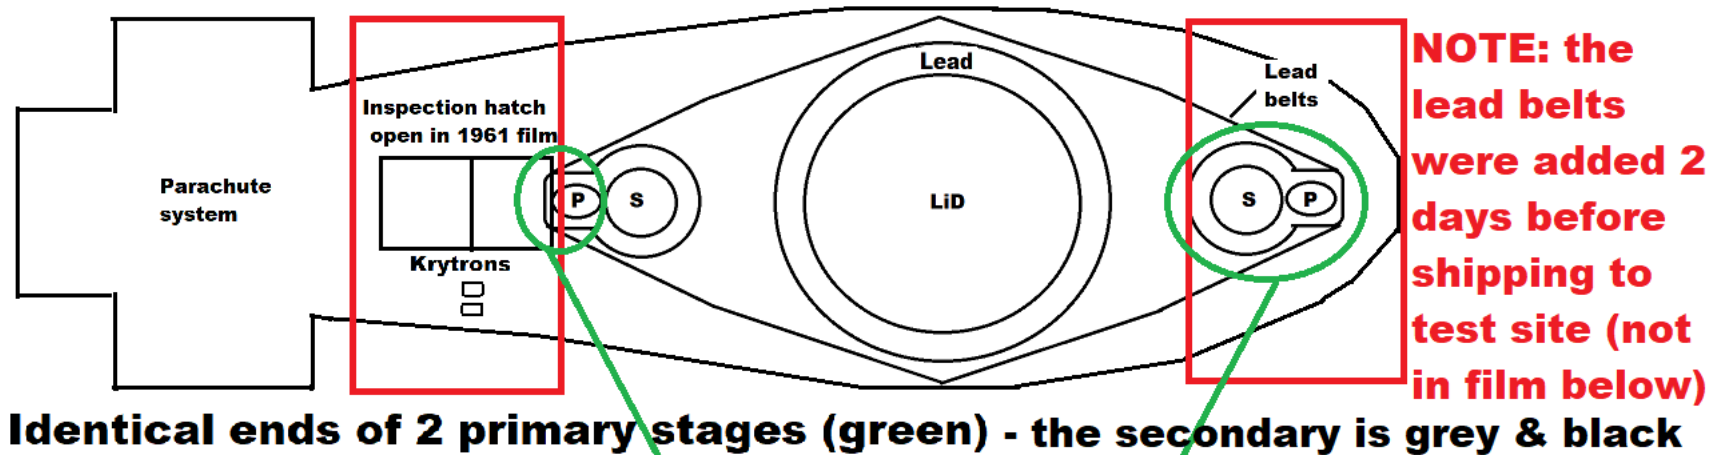 Parachute
system
Inspection hatch
open in 1961 film
Krytrons
P
S
Lead
LiD
Lead
belts
S
P
NOTE: the
lead belts
were added 2
days before
shipping to
test site (not
in film below)
Identical ends of 2 primary stages (green) - the secondary is grey & black